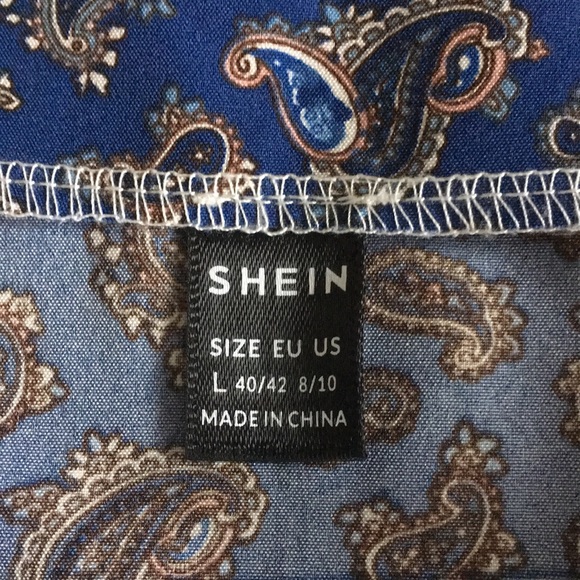 SHEIN
SIZE EU US
L 40/42 8/10
MADE IN CHINA